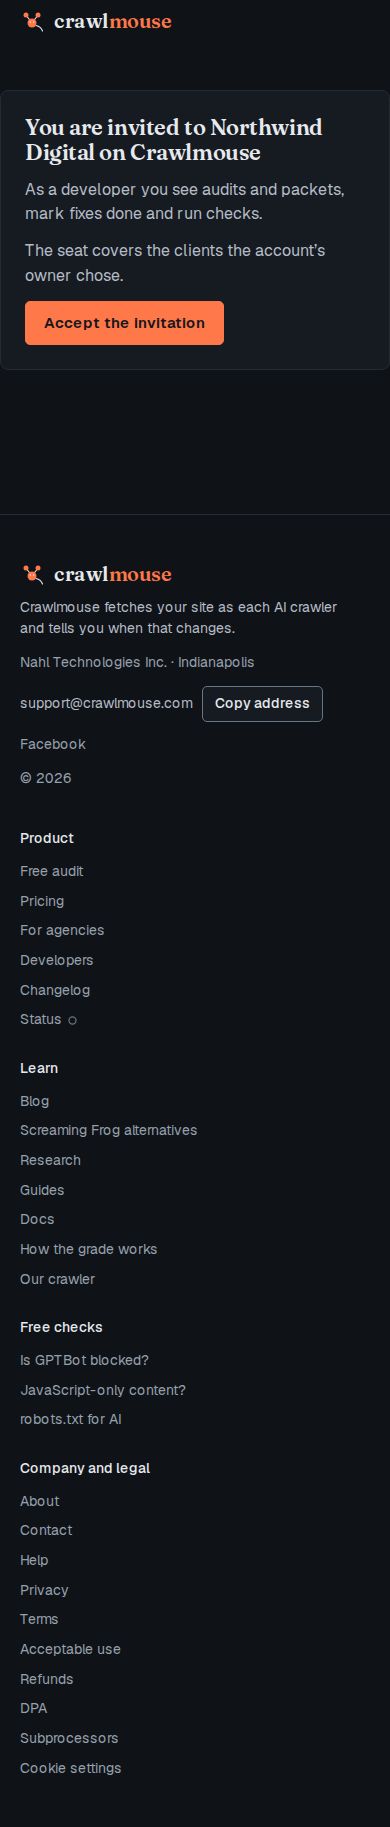 crawlmouse
You are invited to Northwind
Digital on Crawlmouse
As a developer you see audits and packets,
mark fixes done and run checks.
The seat covers the clients the account’s
owner chose.
Accept the invitation
crawlmouse
Crawlmouse fetches your site as each AI crawler
and tells you when that changes.
Nahl Technologies Inc. · Indianapolis
support@crawlmouse.com Copy address
Facebook
© 2026
Product
Free audit
Pricing
For agencies
Developers
Changelog
Status
Learn
Blog
Screaming Frog alternatives
Research
Guides
Docs
How the grade works
Our crawler
Free checks
Is GPTBot blocked?
JavaScript-only content?
robots.txt for AI
Company and legal
About
Contact
Help
Privacy
Terms
Acceptable use
Refunds
DPA
Subprocessors
Cookie settings